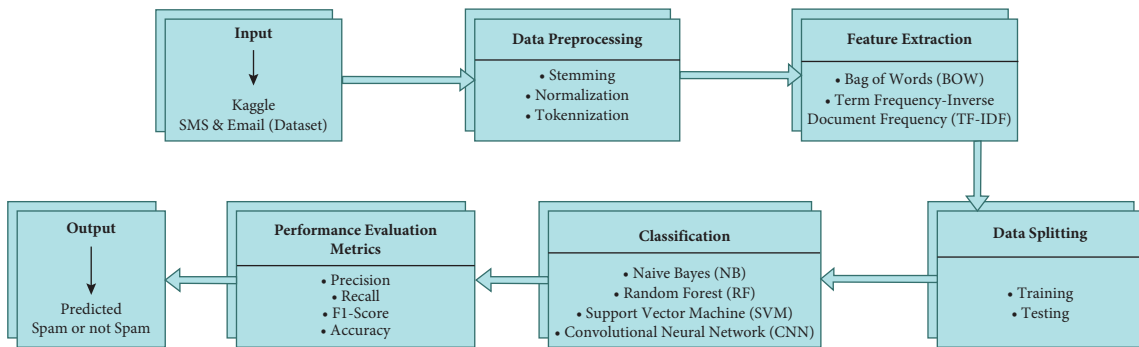 Input
Kaggle
SMS & Email (Dataset)
Data Preprocessing
• Stemming
• Normalization
• Tokennization
Feature Extraction
• Bag of Words (BOW)
• Term Frequency-Inverse
Document Frequency (TF-IDF)
Data Splitting
• Training
• Testing
Classification
• Naive Bayes (NB)
• Random Forest (RF)
• Support Vector Machine (SVM)
• Convolutional Neural Network (CNN)
Performance Evaluation
Metrics
• Precision
• Recall
• F1-Score
• Accuracy
Output
Predicted
Spam or not Spam